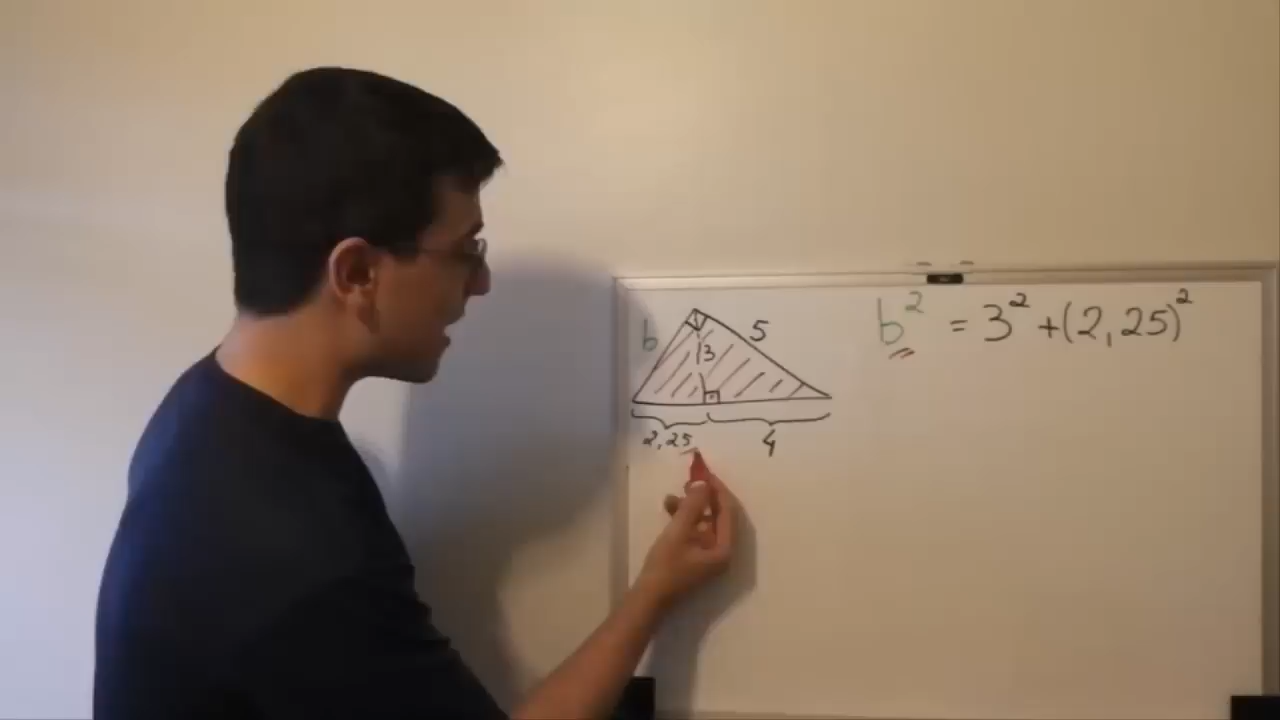 b 5
3
2,25 4
b² = 3² + (2,25)²